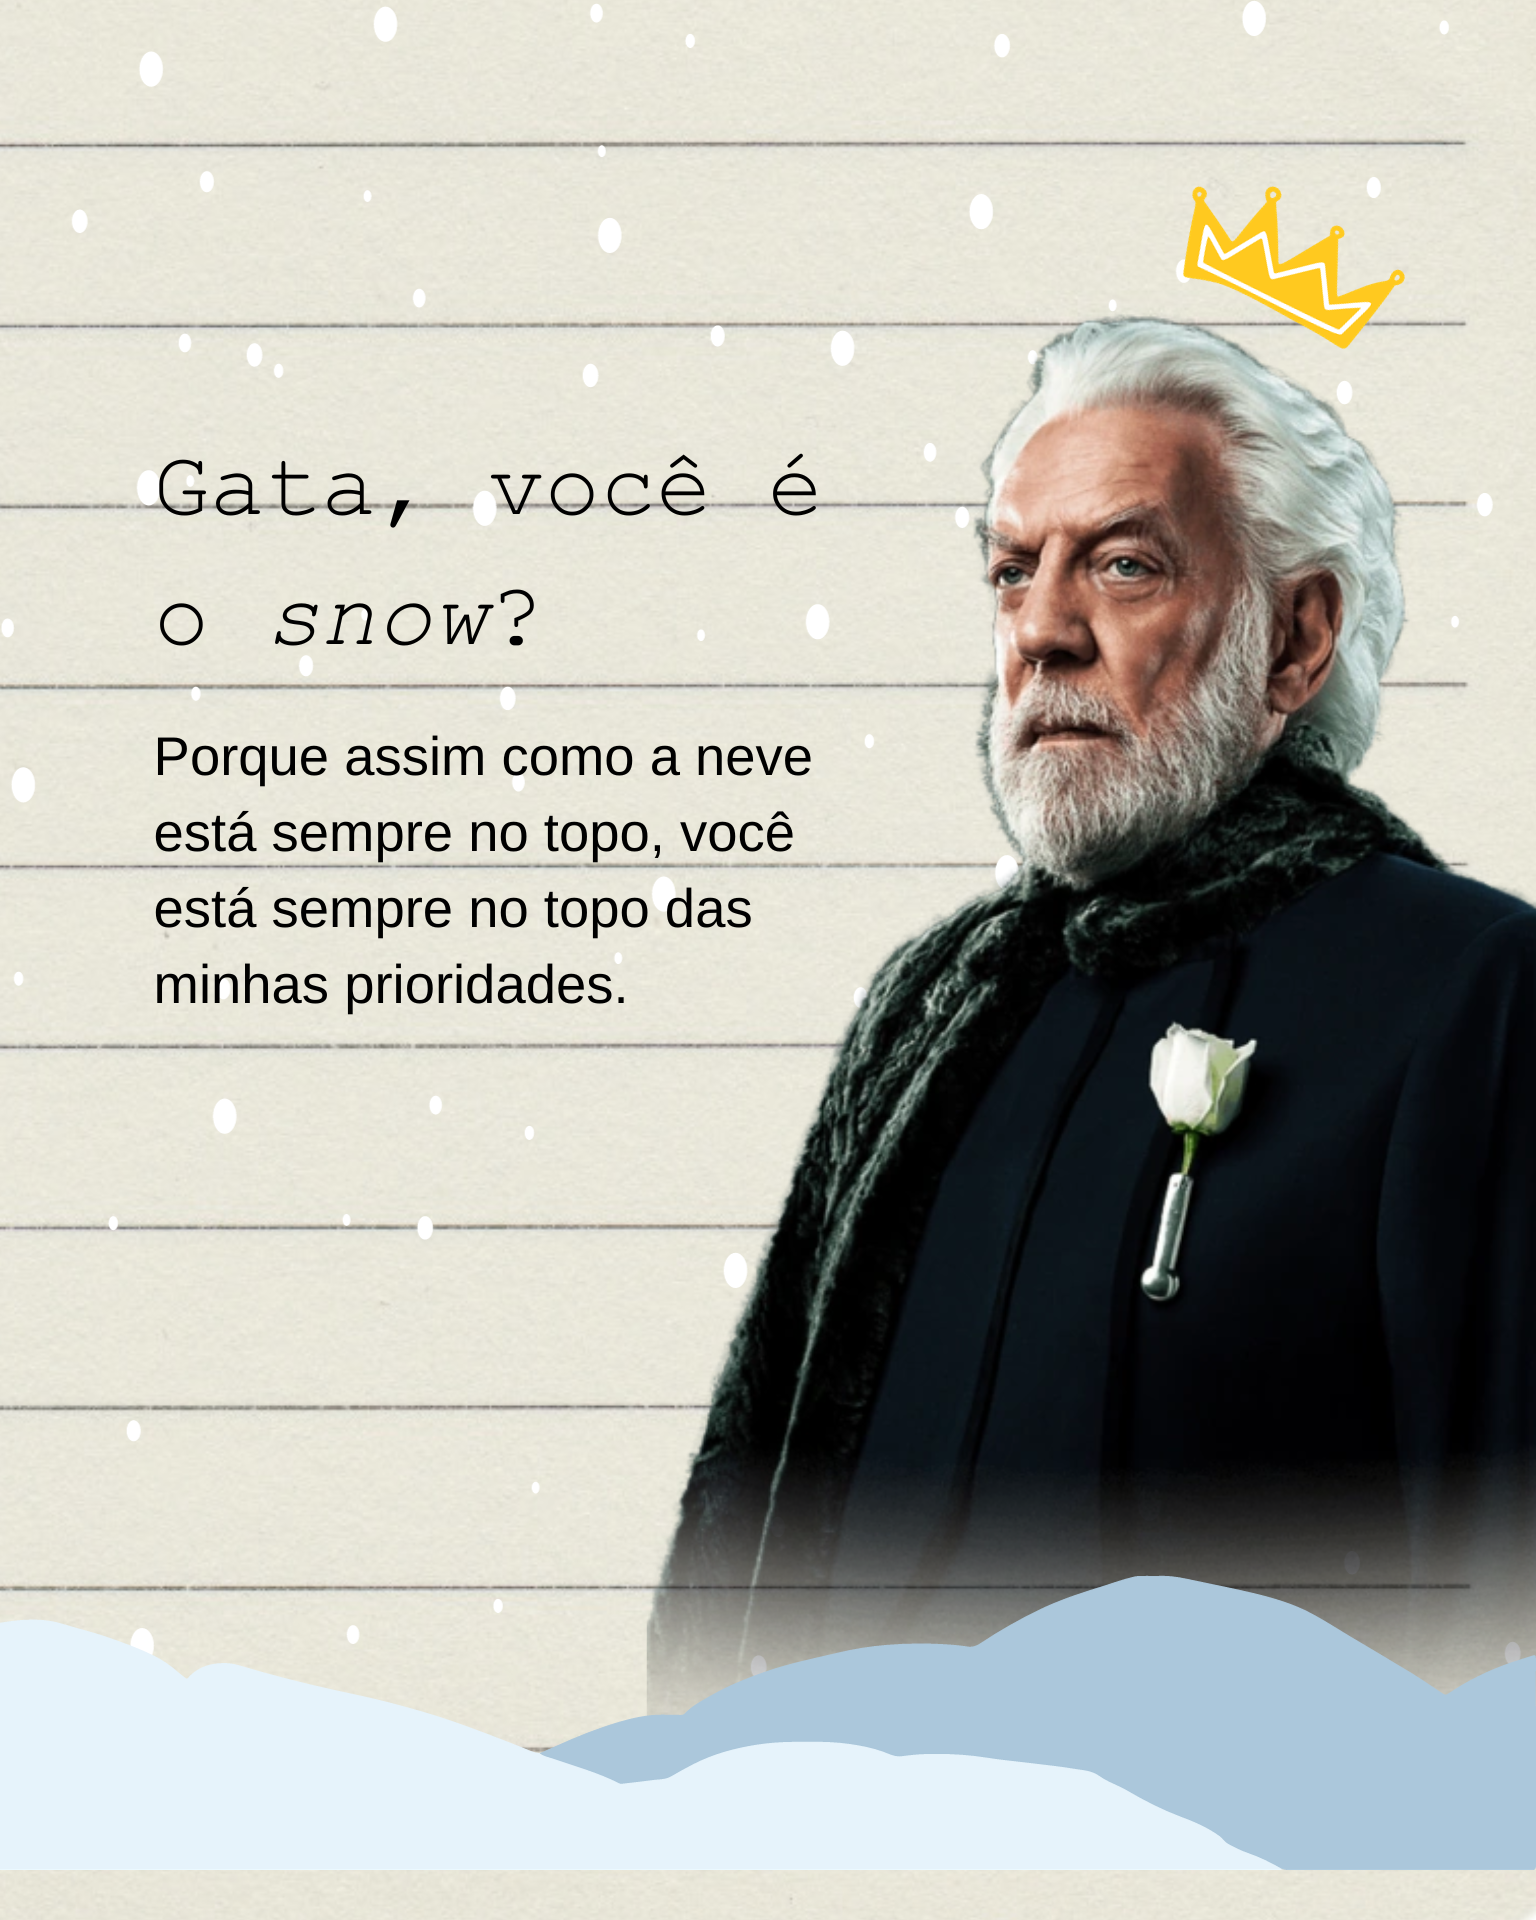 Gata, você é
o snow?
Porque assim como a neve
está sempre no topo, você
está sempre no topo das
minhas prioridades.